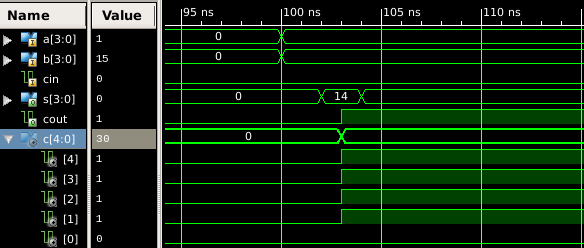 Name Value 95 ns 100 ns 105 ns 110 ns
a[3:0] 1 0
b[3:0] 15 0
cin 0
s[3:0] 0 0 14
cout 1
c[4:0] 30 0
[4] 1
[3] 1
[2] 1
[1] 1
[0] 0